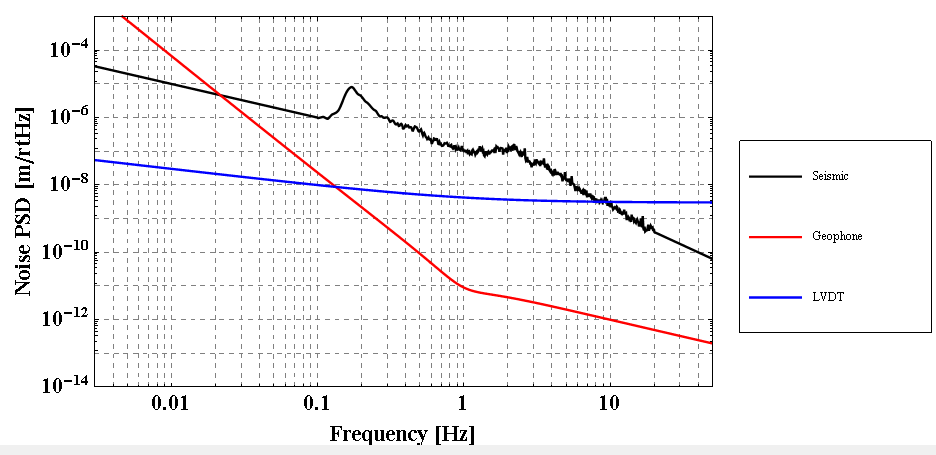 Noise PSD [m/rtHz]
10⁻⁴
10⁻⁶
10⁻⁸
10⁻¹⁰
10⁻¹²
10⁻¹⁴
0.01 0.1 1 10
Frequency [Hz]
Seismic
Geophone
LVDT